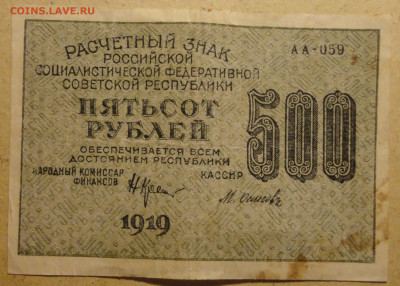 COINS.LAVE.RU
РАСЧЕТНЫЙ ЗНАК
РОССИЙСКОЙ
СОЦИАЛИСТИЧЕСКОЙ ФЕДЕРАТИВНОЙ
СОВЕТСКОЙ РЕСПУБЛИКИ
АА-059
ПЯТЬСОТ
РУБЛЕЙ
500
ОБЕСПЕЧИВАЕТСЯ ВСЕМ
ДОСТОЯНИЕМ РЕСПУБЛИКИ
НАРОДНЫЙ КОМИССАР
ФИНАНСОВ
КАССИР
1919